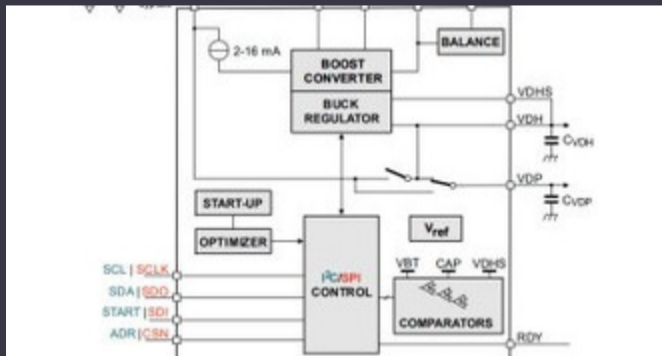 2-16 mA
BALANCE
BOOST
CONVERTER
BUCK
REGULATOR
VDHS
VDH
CVDH
VDP
CVDP
START-UP
OPTIMIZER
Vref
I²C/SPI
CONTROL
VBT CAP VDHS
COMPARATORS
SCL | SCLK
SDA | SDO
START | SDI
ADR | CSN
RDY